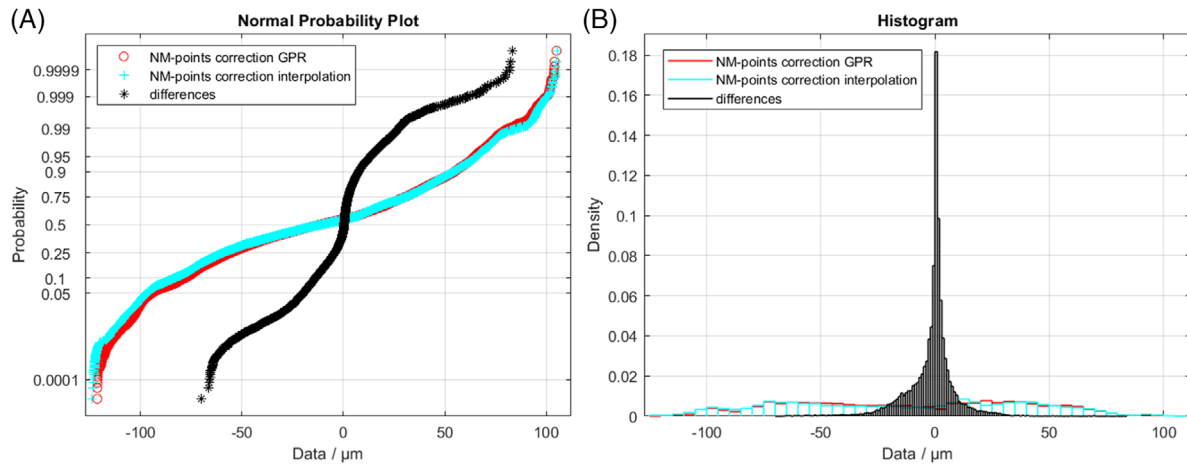 (A)
Normal Probability Plot
NM-points correction GPR
NM-points correction interpolation
differences
0.9999
0.999
0.99
0.95
0.9
0.75
0.5
0.25
0.1
0.05
0.0001
Probability
-100
-50
0
50
100
Data / µm
(B)
Histogram
NM-points correction GPR
NM-points correction interpolation
differences
0.18
0.16
0.14
0.12
0.1
0.08
0.06
0.04
0.02
0
Density
-100
-50
0
50
100
Data / µm